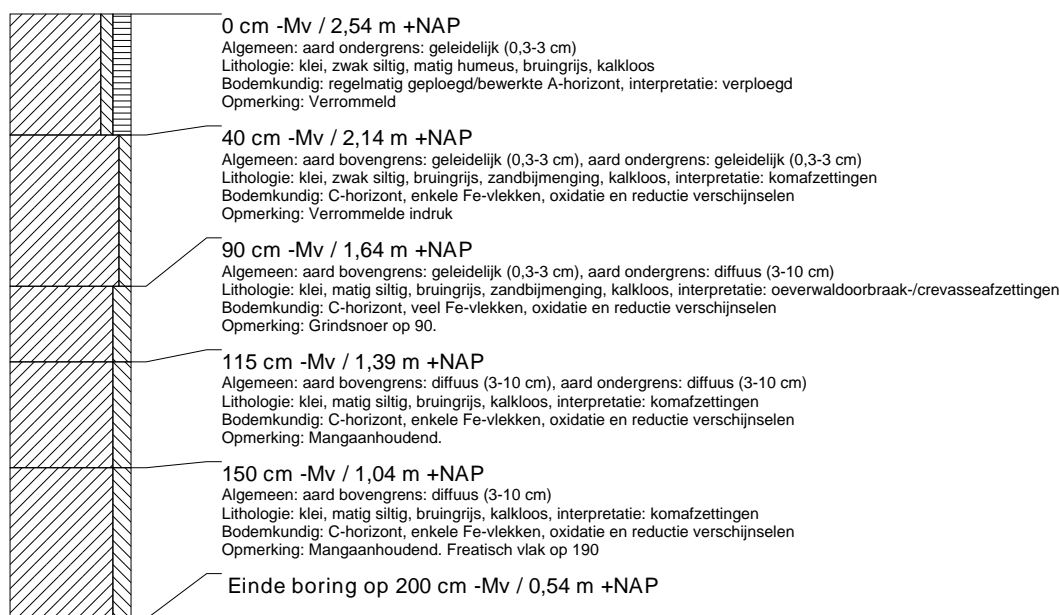 0 cm -Mv / 2,54 m +NAP
Algemeen: aard ondergrens: geleidelijk (0,3-3 cm)
Lithologie: klei, zwak siltig, matig humeus, bruingrijs, kalkloos
Bodemkundig: regelmatig geploegd/bewerkte A-horizont, interpretatie: verploegd
Opmerking: Verrommeld
40 cm -Mv / 2,14 m +NAP
Algemeen: aard bovengrens: geleidelijk (0,3-3 cm), aard ondergrens: geleidelijk (0,3-3 cm)
Lithologie: klei, zwak siltig, bruingrijs, zandbijmenging, kalkloos, interpretatie: komafzettingen
Bodemkundig: C-horizont, enkele Fe-vlekken, oxidatie en reductie verschijnselen
Opmerking: Verrommelde indruk
90 cm -Mv / 1,64 m +NAP
Algemeen: aard bovengrens: geleidelijk (0,3-3 cm), aard ondergrens: diffuus (3-10 cm)
Lithologie: klei, matig siltig, bruingrijs, zandbijmenging, kalkloos, interpretatie: oeverwaldoorbraak-/crevasseafzettingen
Bodemkundig: C-horizont, veel Fe-vlekken, oxidatie en reductie verschijnselen
Opmerking: Grindsnoer op 90.
115 cm -Mv / 1,39 m +NAP
Algemeen: aard bovengrens: diffuus (3-10 cm), aard ondergrens: diffuus (3-10 cm)
Lithologie: klei, matig siltig, bruingrijs, kalkloos, interpretatie: komafzettingen
Bodemkundig: C-horizont, enkele Fe-vlekken, oxidatie en reductie verschijnselen
Opmerking: Mangaanhoudend.
150 cm -Mv / 1,04 m +NAP
Algemeen: aard bovengrens: diffuus (3-10 cm)
Lithologie: klei, matig siltig, bruingrijs, kalkloos, interpretatie: komafzettingen
Bodemkundig: C-horizont, enkele Fe-vlekken, oxidatie en reductie verschijnselen
Opmerking: Mangaanhoudend. Freatisch vlak op 190
Einde boring op 200 cm -Mv / 0,54 m +NAP